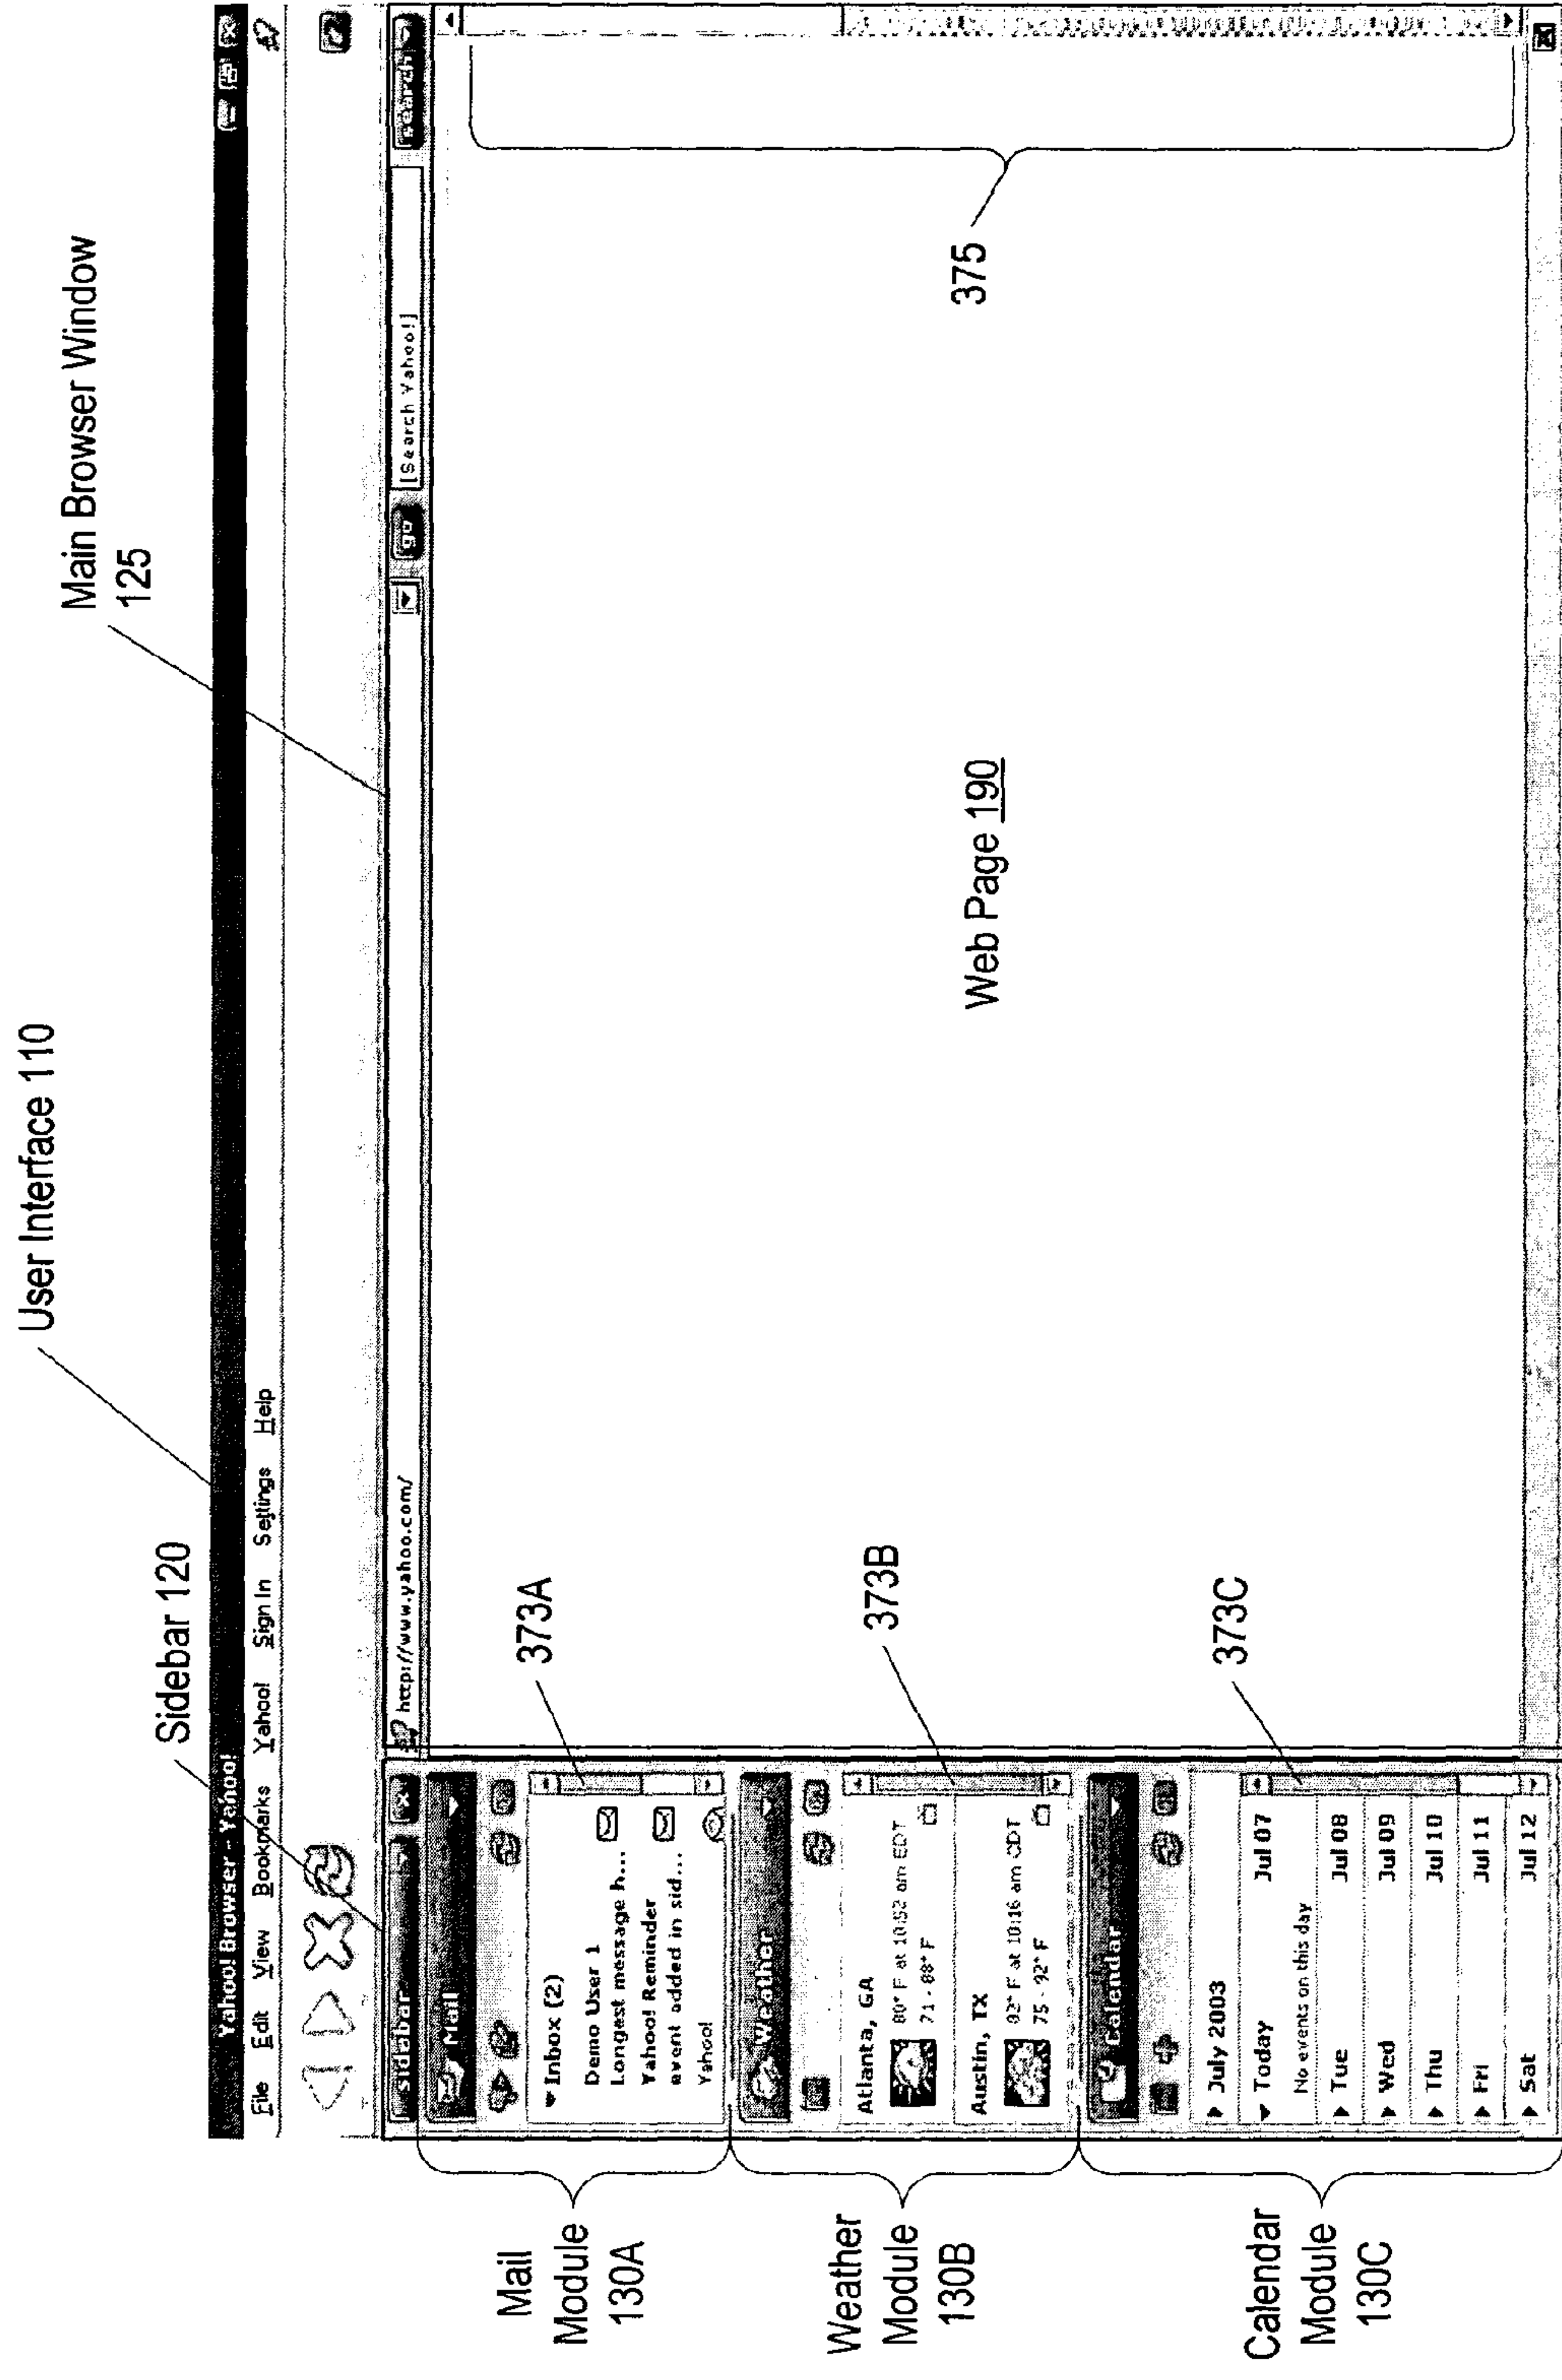 User Interface 110
Main Browser Window
125
Sidebar 120
Yahoo! Browser - Yahoo!
File Edit View Bookmarks Yahoo! Sign In Settings Help
Sidebar
http://www.yahoo.com/
go
[Search Yahoo!]
search
Mail
Module
130A
Mail
Inbox (2)
Demo User 1
Longest message h...
Yahoo! Reminder
event added in sid...
Yahoo!
373A
Weather
Module
130B
Weather
Atlanta, GA
80° F at 10:52 am EDT
71 - 88° F
Austin, TX
92° F at 10:16 am CDT
75 - 92° F
373B
Web Page 190
375
Calendar
Module
130C
Calendar
July 2003
Today Jul 07
No events on this day
Tue Jul 08
Wed Jul 09
Thu Jul 10
Fri Jul 11
Sat Jul 12
373C